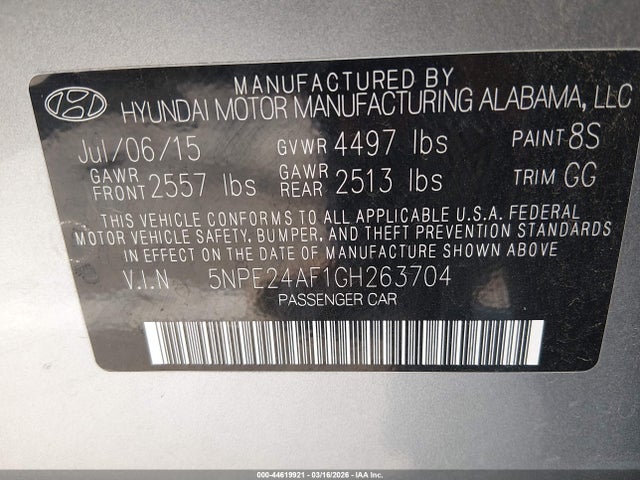 MANUFACTURED BY
HYUNDAI MOTOR MANUFACTURING ALABAMA, LLC
Jul/06/15 GVWR 4497 lbs PAINT 8S
GAWR FRONT 2557 lbs GAWR REAR 2513 lbs TRIM GG
THIS VEHICLE CONFORMS TO ALL APPLICABLE U.S.A. FEDERAL
MOTOR VEHICLE SAFETY, BUMPER, AND THEFT PREVENTION STANDARDS
IN EFFECT ON THE DATE OF MANUFACTURE SHOWN ABOVE
V.I.N 5NPE24AF1GH263704
PASSENGER CAR
000-44619921 - 03/16/2026 - IAA Inc.